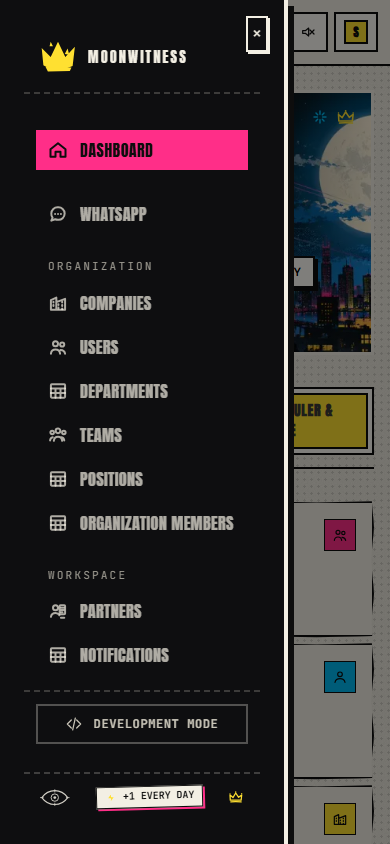 ×
MOONWITNESS
$
DASHBOARD
WHATSAPP
ORGANIZATION
COMPANIES
Y
USERS
DEPARTMENTS
ULER &
TEAMS
POSITIONS
ORGANIZATION MEMBERS
WORKSPACE
PARTNERS
NOTIFICATIONS
</> DEVELOPMENT MODE
+1 EVERY DAY